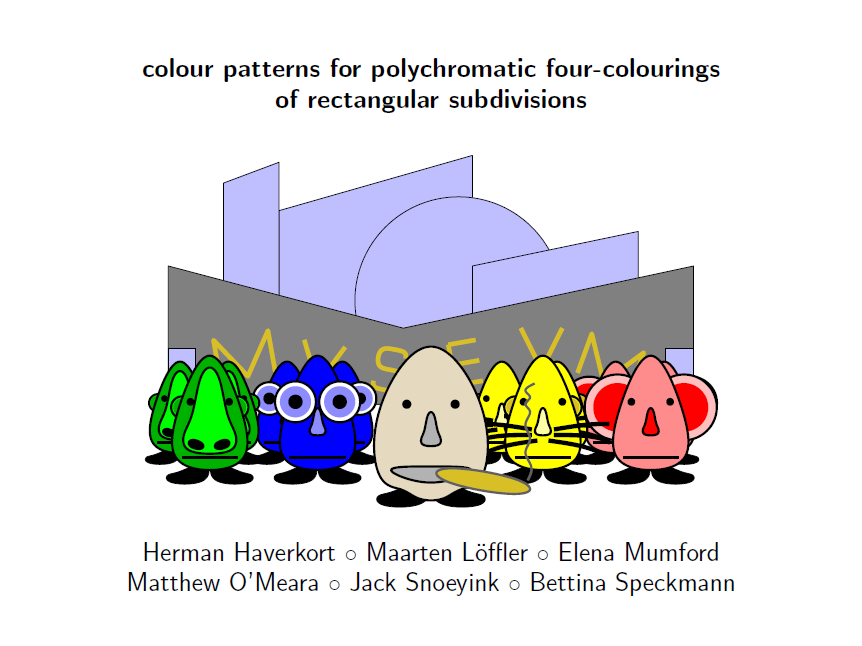 colour patterns for polychromatic four-colourings
of rectangular subdivisions
MVSEVM
Herman Haverkort ○ Maarten Löffler ○ Elena Mumford
Matthew O'Meara ○ Jack Snoeyink ○ Bettina Speckmann